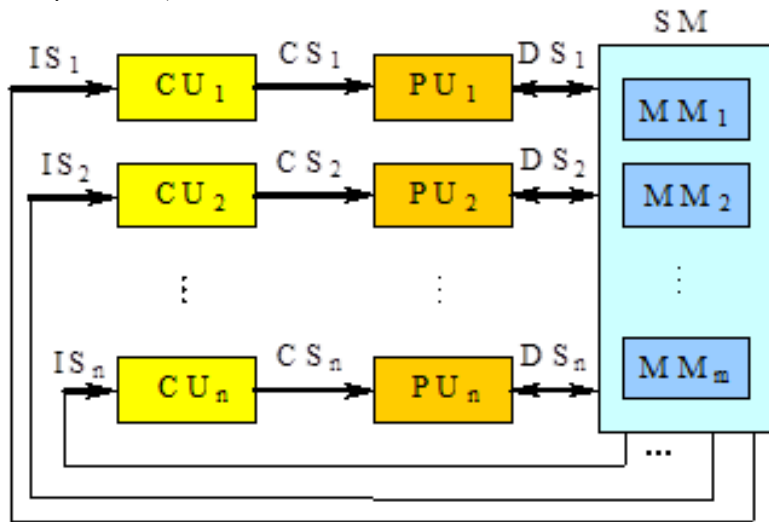 SM
IS₁ CS₁ DS₁
CU₁ PU₁ MM₁
IS₂ CS₂ DS₂
CU₂ PU₂ MM₂
⋮ ⋮ ⋮
ISₙ CSₙ DSₙ
CUₙ PUₙ MMₘ
...